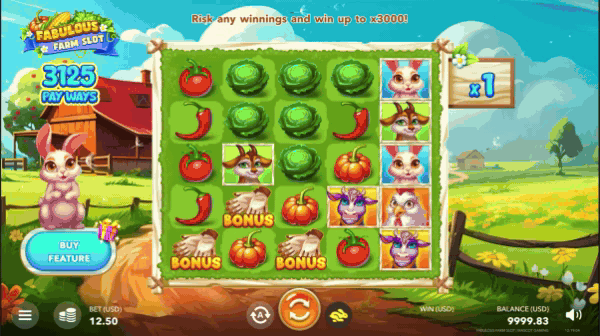 Risk any winnings and win up to x3000!
FABULOUS
FARM SLOT
3125
PAY WAYS
x1
BONUS
BONUS
BONUS
BUY
FEATURE
BET (USD)
12.50
A
WIN (USD)
BALANCE (USD)
9999.83